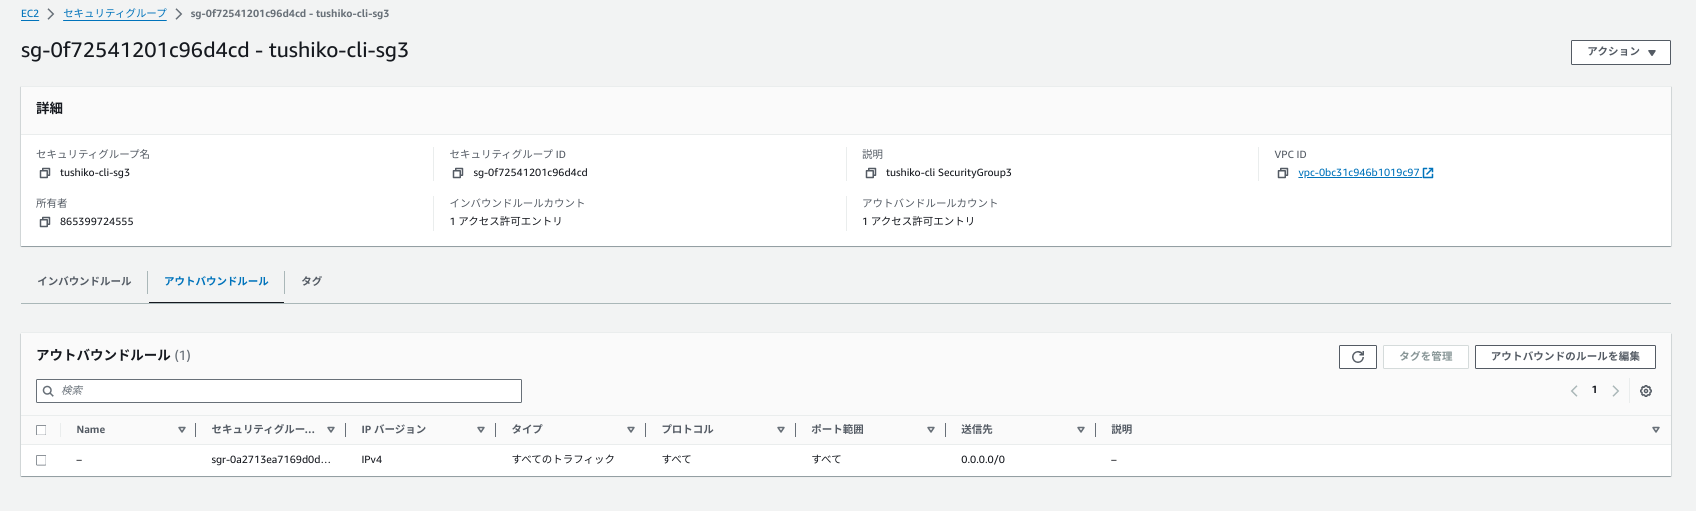 EC2 > セキュリティグループ > sg-0f72541201c96d4cd - tushiko-cli-sg3
sg-0f72541201c96d4cd - tushiko-cli-sg3
アクション ▼
詳細
セキュリティグループ名
tushiko-cli-sg3
セキュリティグループ ID
sg-0f72541201c96d4cd
説明
tushiko-cli SecurityGroup3
VPC ID
vpc-0bc31c946b1019c97
所有者
865399724555
インバウンドルールカウント
1 アクセス許可エントリ
アウトバンドルールカウント
1 アクセス許可エントリ
インバウンドルール アウトバウンドルール タグ
アウトバウンドルール (1)
タグを管理 アウトバウンドのルールを編集
検索
1
Name セキュリティグルー... IP バージョン タイプ プロトコル ポート範囲 送信先 説明
– sgr-0a2713ea7169d0d... IPv4 すべてのトラフィック すべて すべて 0.0.0.0/0 –